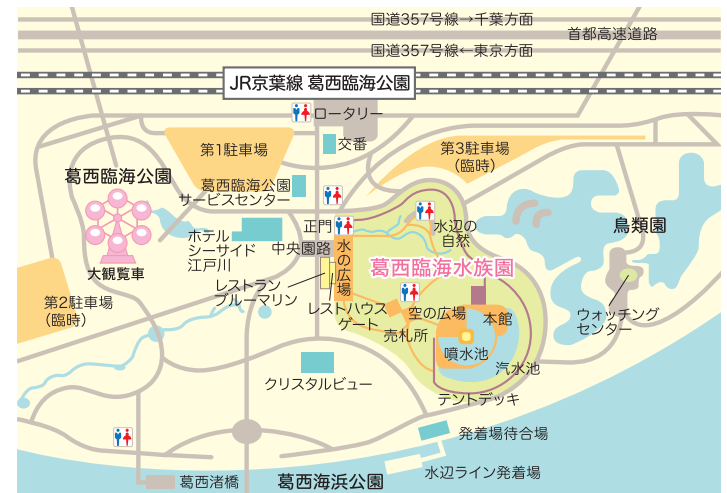 国道357号線→千葉方面
首都高速道路
国道357号線←東京方面
JR京葉線 葛西臨海公園
ロータリー
交番
第1駐車場
第3駐車場
(臨時)
葛西臨海公園
葛西臨海公園
サービスセンター
正門
水辺の
自然
鳥類園
ホテル
シーサイド
江戸川
中央園路
水の広場
葛西臨海水族園
大観覧車
レストラン
ブルーマリン
レストハウス
ゲート
第2駐車場
(臨時)
空の広場
本館
ウォッチング
センター
売札所
噴水池
汽水池
クリスタルビュー
テントデッキ
発着場待合場
水辺ライン発着場
葛西渚橋
葛西海浜公園